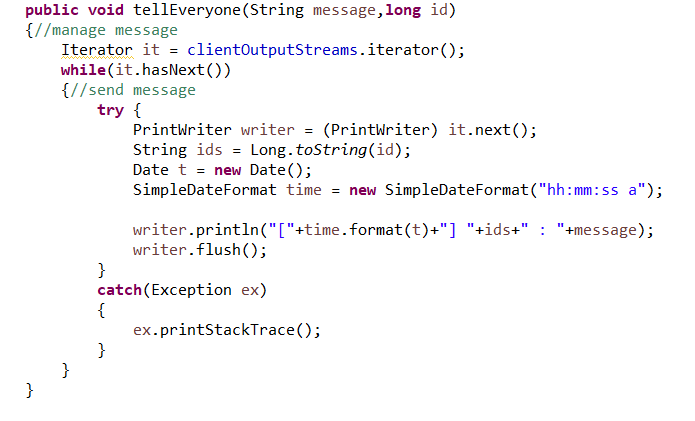 public void tellEveryone(String message,long id)
{//manage message
    Iterator it = clientOutputStreams.iterator();
    while(it.hasNext())
    {//send message
        try {
            PrintWriter writer = (PrintWriter) it.next();
            String ids = Long.toString(id);
            Date t = new Date();
            SimpleDateFormat time = new SimpleDateFormat("hh:mm:ss a");

            writer.println("["+time.format(t)+"] "+ids+" : "+message);
            writer.flush();
        }
        catch(Exception ex)
        {
            ex.printStackTrace();
        }
    }
}